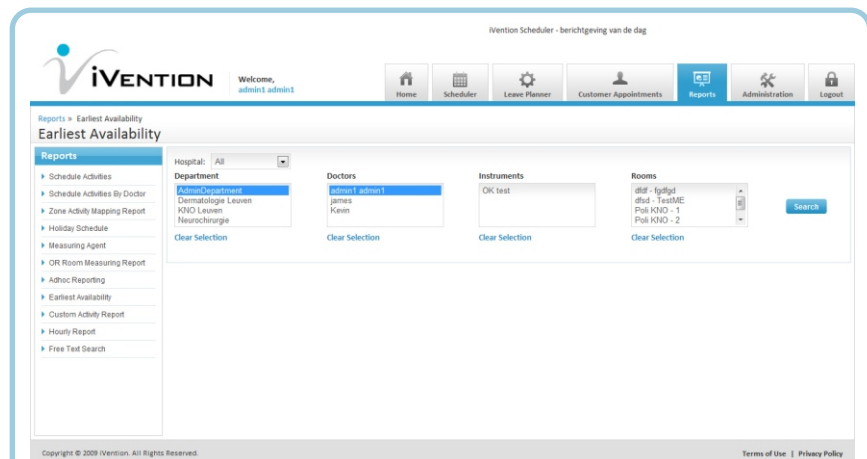 iVention Scheduler - berichtgeving van de dag
iVENTION
Welcome,
admin1 admin1
Home
Scheduler
Leave Planner
Customer Appointments
Reports
Administration
Logout
Reports » Earliest Availability
Earliest Availability
Reports
Schedule Activities
Schedule Activities By Doctor
Zone Activity Mapping Report
Holiday Schedule
Measuring Agent
OR Room Measuring Report
Adhoc Reporting
Earliest Availability
Custom Activity Report
Hourly Report
Free Text Search
Hospital: All
Department
AdminDepartment
Dermatologie Leuven
KNO Leuven
Neurochirurgie
Clear Selection
Doctors
admin1 admin1
james
Kevin
Clear Selection
Instruments
OK test
Clear Selection
Rooms
dfdf - fgdfgd
dfsd - TestME
Poli KNO - 1
Poli KNO - 2
Clear Selection
Search
Copyright © 2009 iVention. All Rights Reserved.
Terms of Use | Privacy Policy